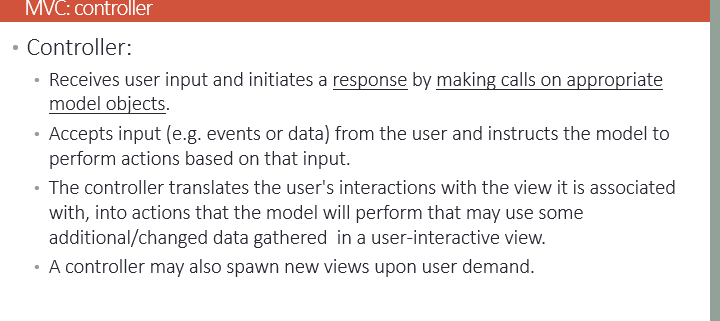 MVC: controller
• Controller:
• Receives user input and initiates a response by making calls on appropriate
model objects.
• Accepts input (e.g. events or data) from the user and instructs the model to
perform actions based on that input.
• The controller translates the user's interactions with the view it is associated
with, into actions that the model will perform that may use some
additional/changed data gathered  in a user-interactive view.
• A controller may also spawn new views upon user demand.